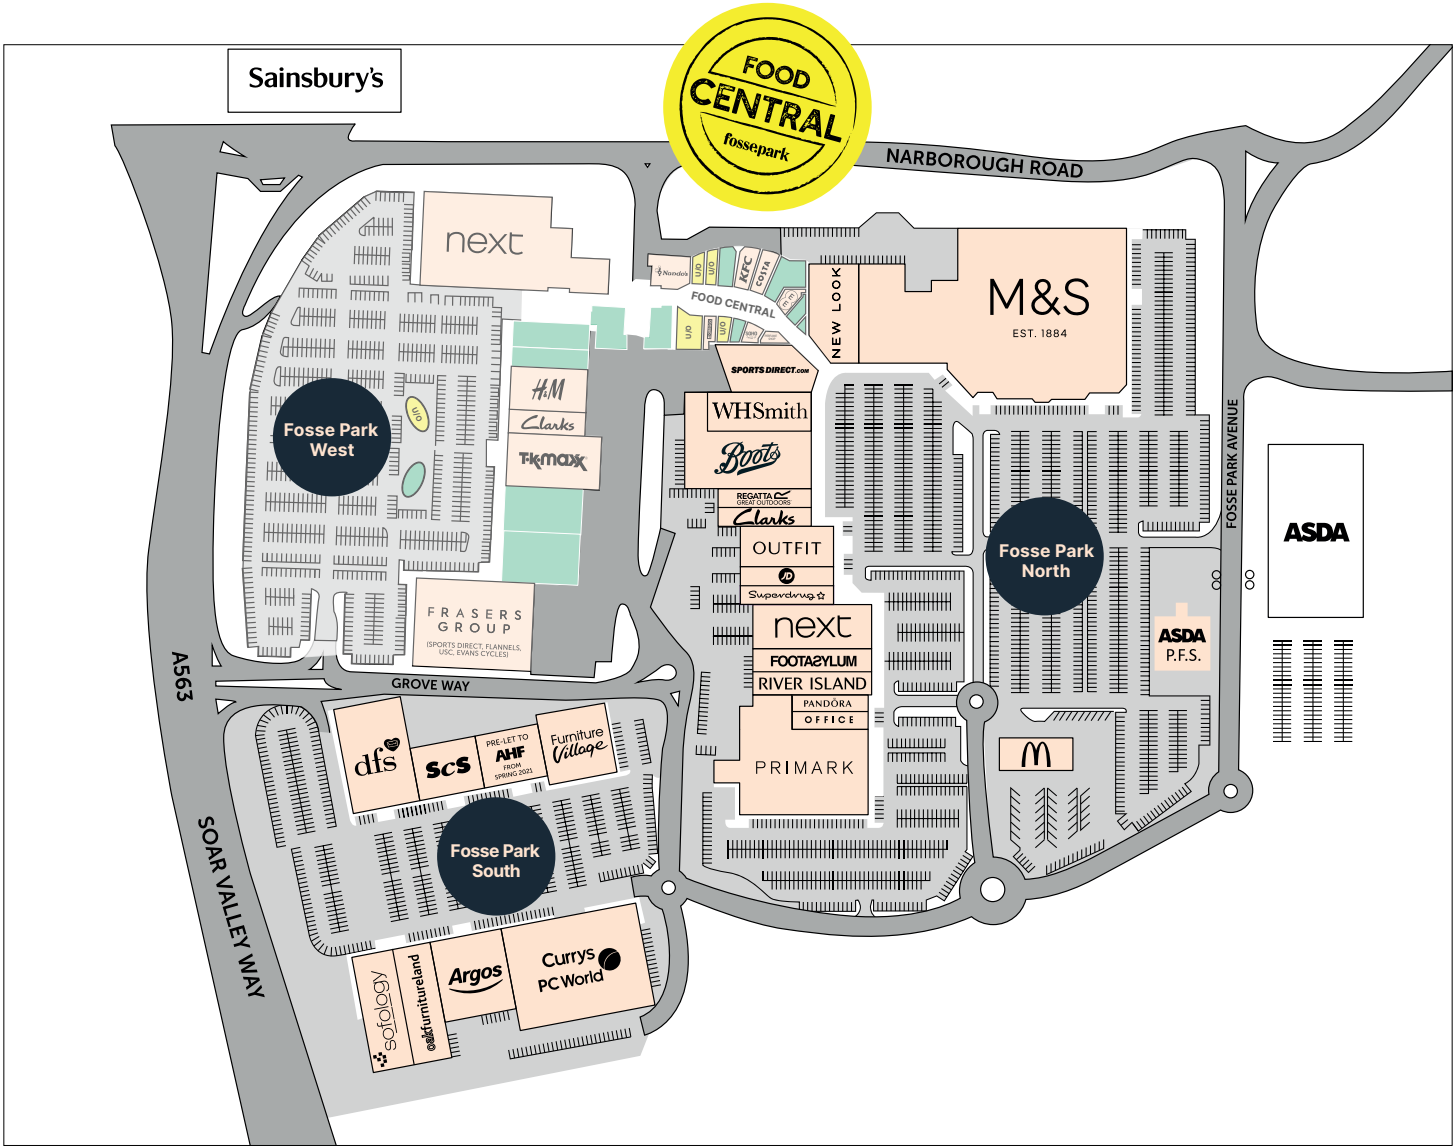 Sainsbury's
FOOD
CENTRAL
fossepark
NARBOROUGH ROAD
next
Nando's
U/O
U/O
KFC
COSTA
FOOD CENTRAL
U/O
U/O
NEW LOOK
M&S
EST. 1884
SPORTS DIRECT.COM
H&M
Clarks
TK maxx
U/O
Fosse Park
West
WHSmith
Boots
REGATTA
GREAT OUTDOORS
Clarks
OUTFIT
JD
Superdrug
next
FOOTASYLUM
RIVER ISLAND
PANDÖRA
OFFICE
PRIMARK
Fosse Park
North
FOSSE PARK AVENUE
ASDA
ASDA
P.F.S.
FRASERS
GROUP
(SPORTS DIRECT, FLANNELS,
USC, EVANS CYCLES)
A563
GROVE WAY
dfs
ScS
PRE-LET TO
AHF
FROM
SPRING 2021
Furniture
Village
SOAR VALLEY WAY
Fosse Park
South
sofology
oakfurnitureland
Argos
Currys
PC World